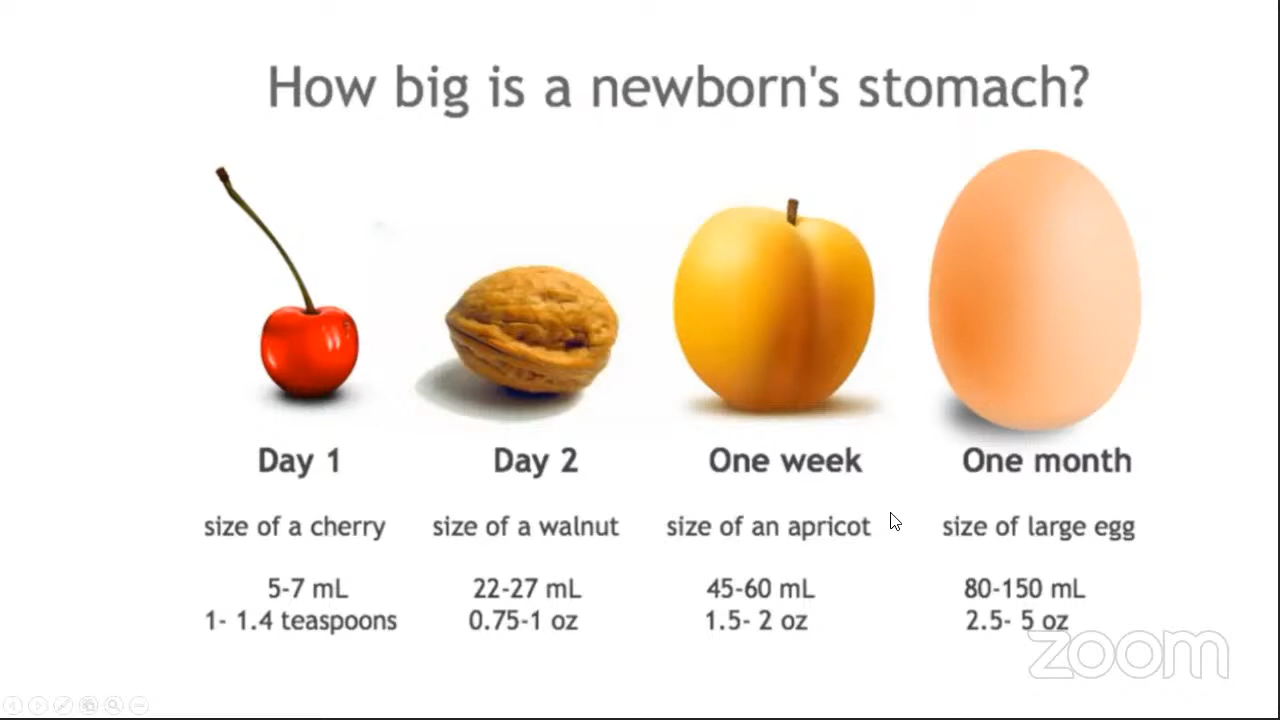 How big is a newborn's stomach?
Day 1 Day 2 One week One month
size of a cherry size of a walnut size of an apricot size of large egg
5-7 mL 22-27 mL 45-60 mL 80-150 mL
1- 1.4 teaspoons 0.75-1 oz 1.5- 2 oz 2.5- 5 oz
zoom